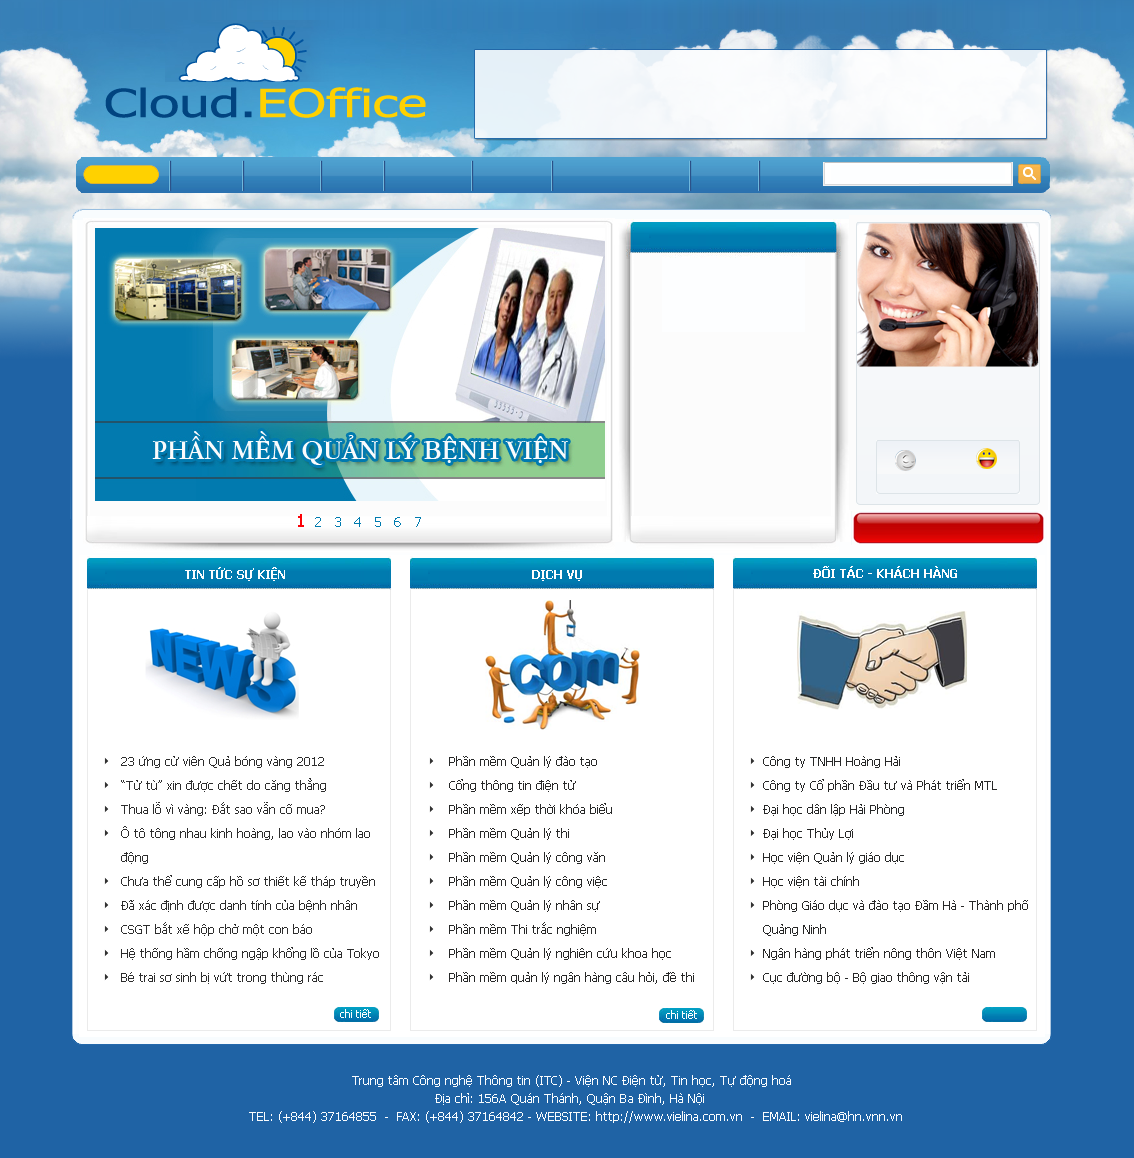 Cloud.EOffice
PHẦN MỀM QUẢN LÝ BỆNH VIỆN
1 2 3 4 5 6 7
TIN TỨC SỰ KIỆN
NEWS
23 ứng cử viên Quả bóng vàng 2012
“Tử tù” xin được chết do căng thẳng
Thua lỗ vì vàng: Đắt sao vẫn cố mua?
Ô tô tông nhau kinh hoàng, lao vào nhóm lao
động
Chưa thể cung cấp hồ sơ thiết kế tháp truyền
Đã xác định được danh tính của bệnh nhân
CSGT bắt xế hộp chở một con báo
Hệ thống hầm chống ngập khổng lồ của Tokyo
Bé trai sơ sinh bị vứt trong thùng rác
chi tiết
DỊCH VỤ
com
Phần mềm Quản lý đào tạo
Cổng thông tin điện tử
Phần mềm xếp thời khóa biểu
Phần mềm Quản lý thi
Phần mềm Quản lý công văn
Phần mềm Quản lý công việc
Phần mềm Quản lý nhân sự
Phần mềm Thi trắc nghiệm
Phần mềm Quản lý nghiên cứu khoa học
Phần mềm quản lý ngân hàng câu hỏi, đề thi
chi tiết
ĐỐI TÁC - KHÁCH HÀNG
Công ty TNHH Hoàng Hải
Công ty Cổ phần Đầu tư và Phát triển MTL
Đại học dân lập Hải Phòng
Đại học Thủy Lợi
Học viện Quản lý giáo dục
Học viện tài chính
Phòng Giáo dục và đào tạo Đầm Hà - Thành phố
Quảng Ninh
Ngân hàng phát triển nông thôn Việt Nam
Cục đường bộ - Bộ giao thông vận tải
Trung tâm Công nghệ Thông tin (ITC) - Viện NC Điện tử, Tin học, Tự động hoá
Địa chỉ: 156A Quán Thánh, Quận Ba Đình, Hà Nội
TEL: (+844) 37164855 - FAX: (+844) 37164842 - WEBSITE: http://www.vielina.com.vn - EMAIL: vielina@hn.vnn.vn